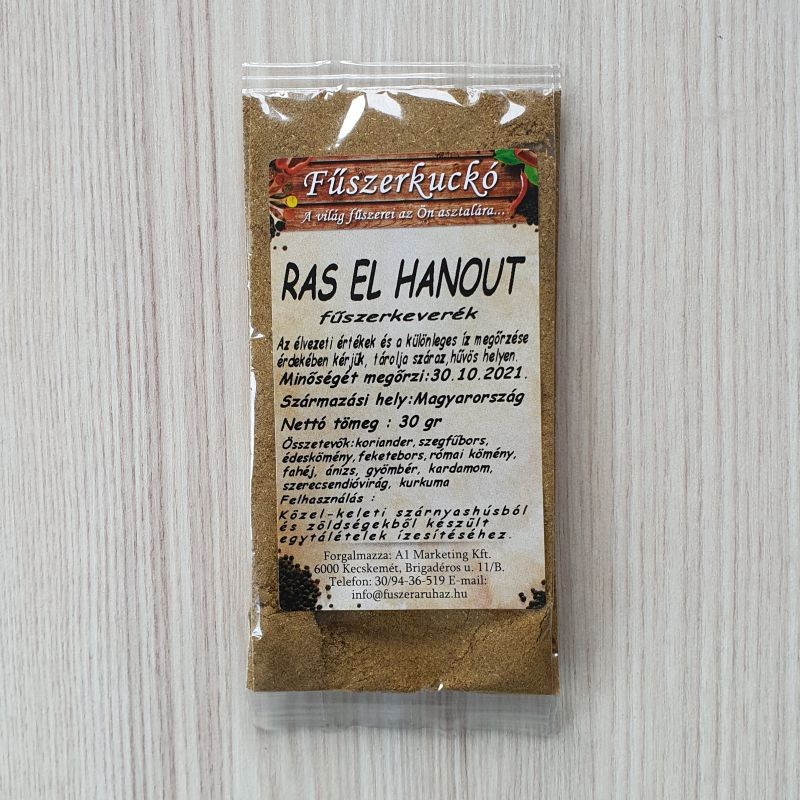 Fűszerkuckó
A világ fűszerei az Ön asztalára...
RAS EL HANOUT
fűszerkeverék
Az élvezeti értékek és a különleges íz megőrzése
érdekében kérjük, tárolja száraz,hűvös helyen.
Minőségét megőrzi:30.10.2021.
Származási hely:Magyarország
Nettó tömeg : 30 gr
Összetevők:koriander,szegfűbors,
édeskömény,feketebors,római kömény,
fahéj, ánizs, gyömbér, kardamom,
szerecsendióvirág, kurkuma
Felhasználás :
Közel-keleti szárnyashúsból
és zöldségekből készült
egytálételek ízesítéséhez.
Forgalmazza: A1 Marketing Kft.
6000 Kecskemét, Brigadéros u. 11/B.
Telefon: 30/94-36-519 E-mail:
info@fuszeraruhaz.hu